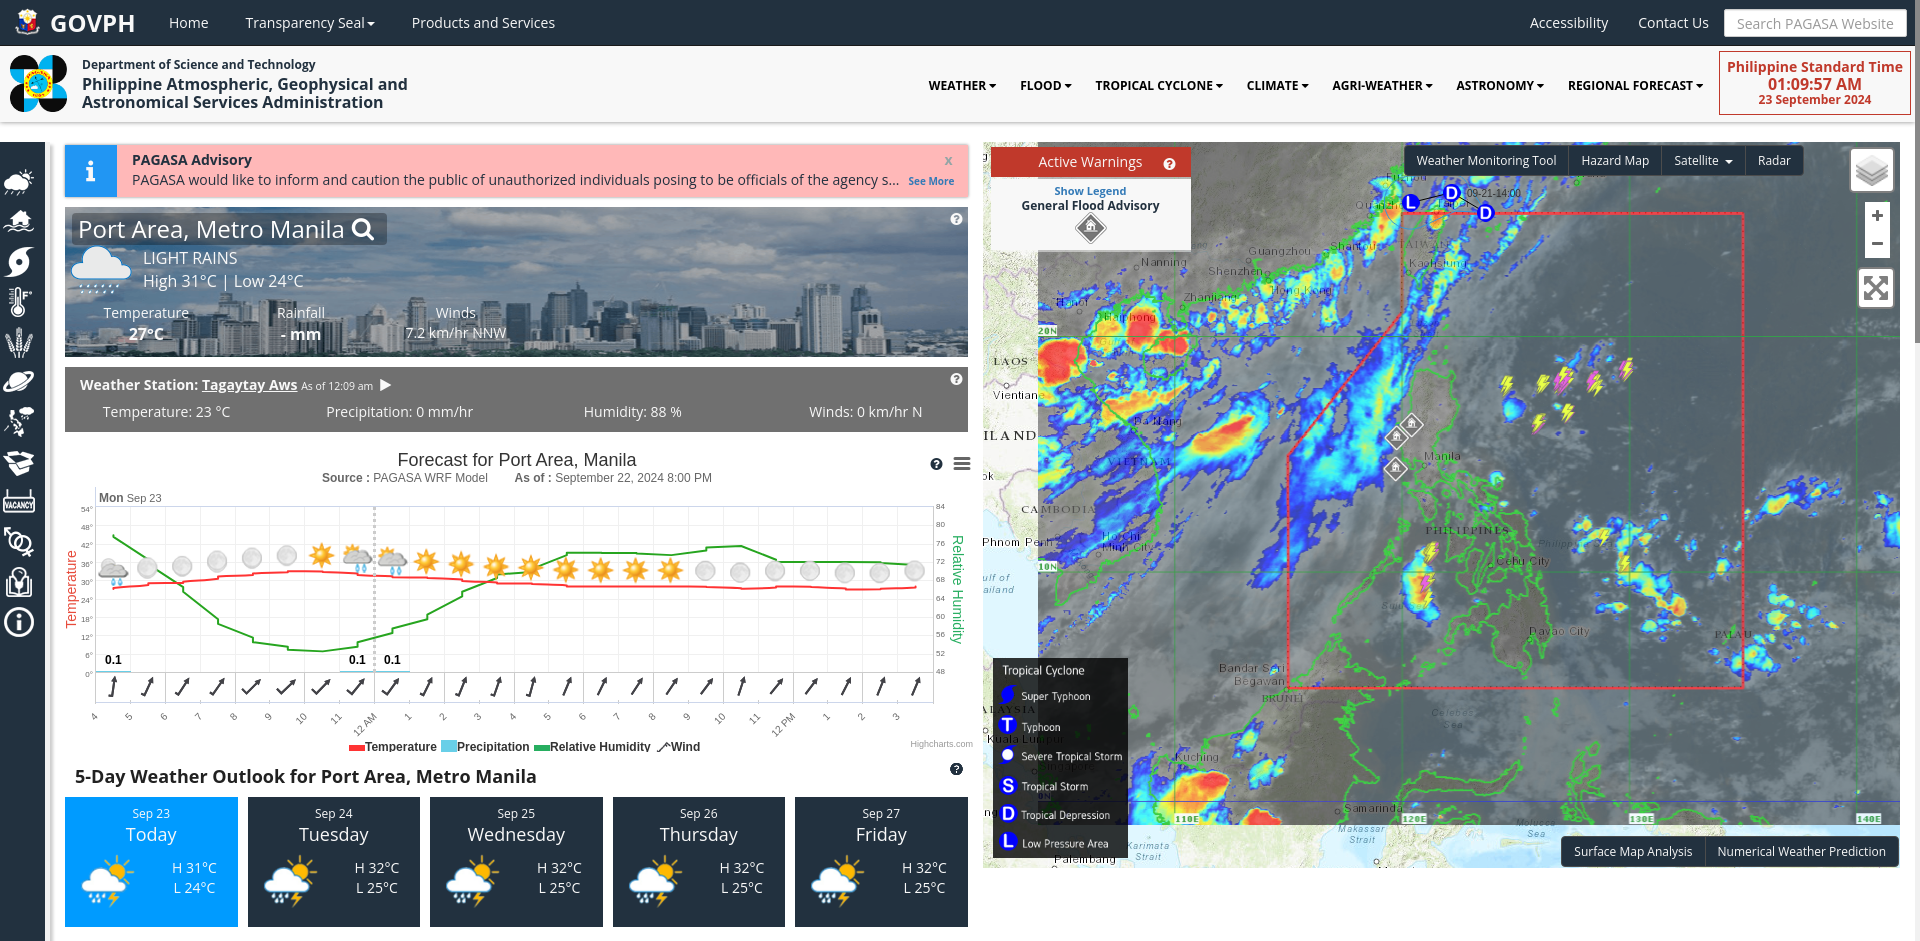 GOVPH
Home
Transparency Seal
Products and Services
Accessibility
Contact Us
Search PAGASA Website
Department of Science and Technology
Philippine Atmospheric, Geophysical and
Astronomical Services Administration
WEATHER
FLOOD
TROPICAL CYCLONE
CLIMATE
AGRI-WEATHER
ASTRONOMY
REGIONAL FORECAST
Philippine Standard Time
01:09:57 AM
23 September 2024
PAGASA Advisory
x
PAGASA would like to inform and caution the public of unauthorized individuals posing to be officials of the agency s... See More
Port Area, Metro Manila
LIGHT RAINS
High 31°C | Low 24°C
Temperature
27°C
Rainfall
- mm
Winds
7.2 km/hr NNW
Weather Station: Tagaytay Aws As of 12:09 am
Temperature: 23 °C
Precipitation: 0 mm/hr
Humidity: 88 %
Winds: 0 km/hr N
Forecast for Port Area, Manila
Source : PAGASA WRF Model As of : September 22, 2024 8:00 PM
Mon Sep 23
54°
48°
42°
36°
30°
24°
18°
12°
6°
0°
Temperature
84
80
76
72
68
64
60
56
52
48
Relative Humidity
0.1
0.1
0.1
4 5 6 7 8 9 10 11 12 AM 1 2 3 4 5 6 7 8 9 10 11 12 PM 1 2 3
Temperature Precipitation Relative Humidity Wind
Highcharts.com
5-Day Weather Outlook for Port Area, Metro Manila
Sep 23
Today
H 31°C
L 24°C
Sep 24
Tuesday
H 32°C
L 25°C
Sep 25
Wednesday
H 32°C
L 25°C
Sep 26
Thursday
H 32°C
L 25°C
Sep 27
Friday
H 32°C
L 25°C
VACANCY
Active Warnings
Show Legend
General Flood Advisory
Weather Monitoring Tool
Hazard Map
Satellite
Radar
+
−
L
D
09-21-14:00
D
TAIWAN
Kaohsiung
Guangzhou
Shantou
Nanning
Shenzhen
Hong Kong
Zhanjiang
Hanoi
Haiphong
20N
LAOS
Vientiane
Da Nang
VIETNAM
CAMBODIA
Phnom Penh
Ho Chi
Minh City
10N
Manila
PHILIPPINES
Cebu City
Davao City
PALAU
Bandar Seri
Begawan
BRUNEI
Celebes
Sea
Kuching
Samarinda
110E
120E
130E
140E
Makassar
Strait
Molucca
Sea
Karimata
Strait
Palembang
Tropical Cyclone
Super Typhoon
T Typhoon
Severe Tropical Storm
S Tropical Storm
D Tropical Depression
L Low Pressure Area
Surface Map Analysis
Numerical Weather Prediction